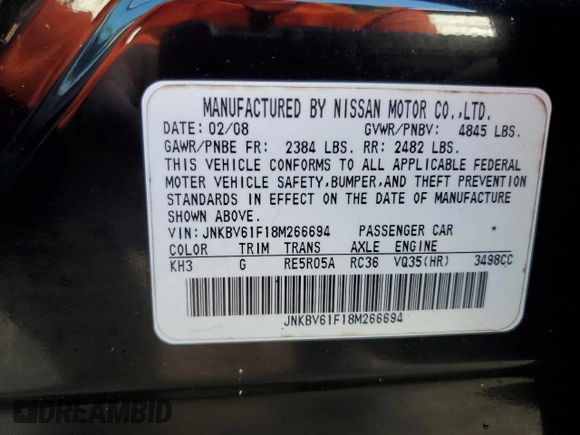 MANUFACTURED BY NISSAN MOTOR CO.,LTD.
DATE: 02/08 GVWR/PNBV: 4845 LBS.
GAWR/PNBE FR: 2384 LBS. RR: 2482 LBS.
THIS VEHICLE CONFORMS TO ALL APPLICABLE FEDERAL
MOTER VEHICLE SAFETY,BUMPER,AND THEFT PREVENTION
STANDARDS IN EFFECT ON THE DATE OF MANUFACTURE
SHOWN ABOVE.
VIN: JNKBV61F18M266694 PASSENGER CAR
COLOR TRIM TRANS AXLE ENGINE
KH3 G RE5R05A RC36 VQ35(HR) 3498CC
JNKBV61F18M266694
DREAMBID